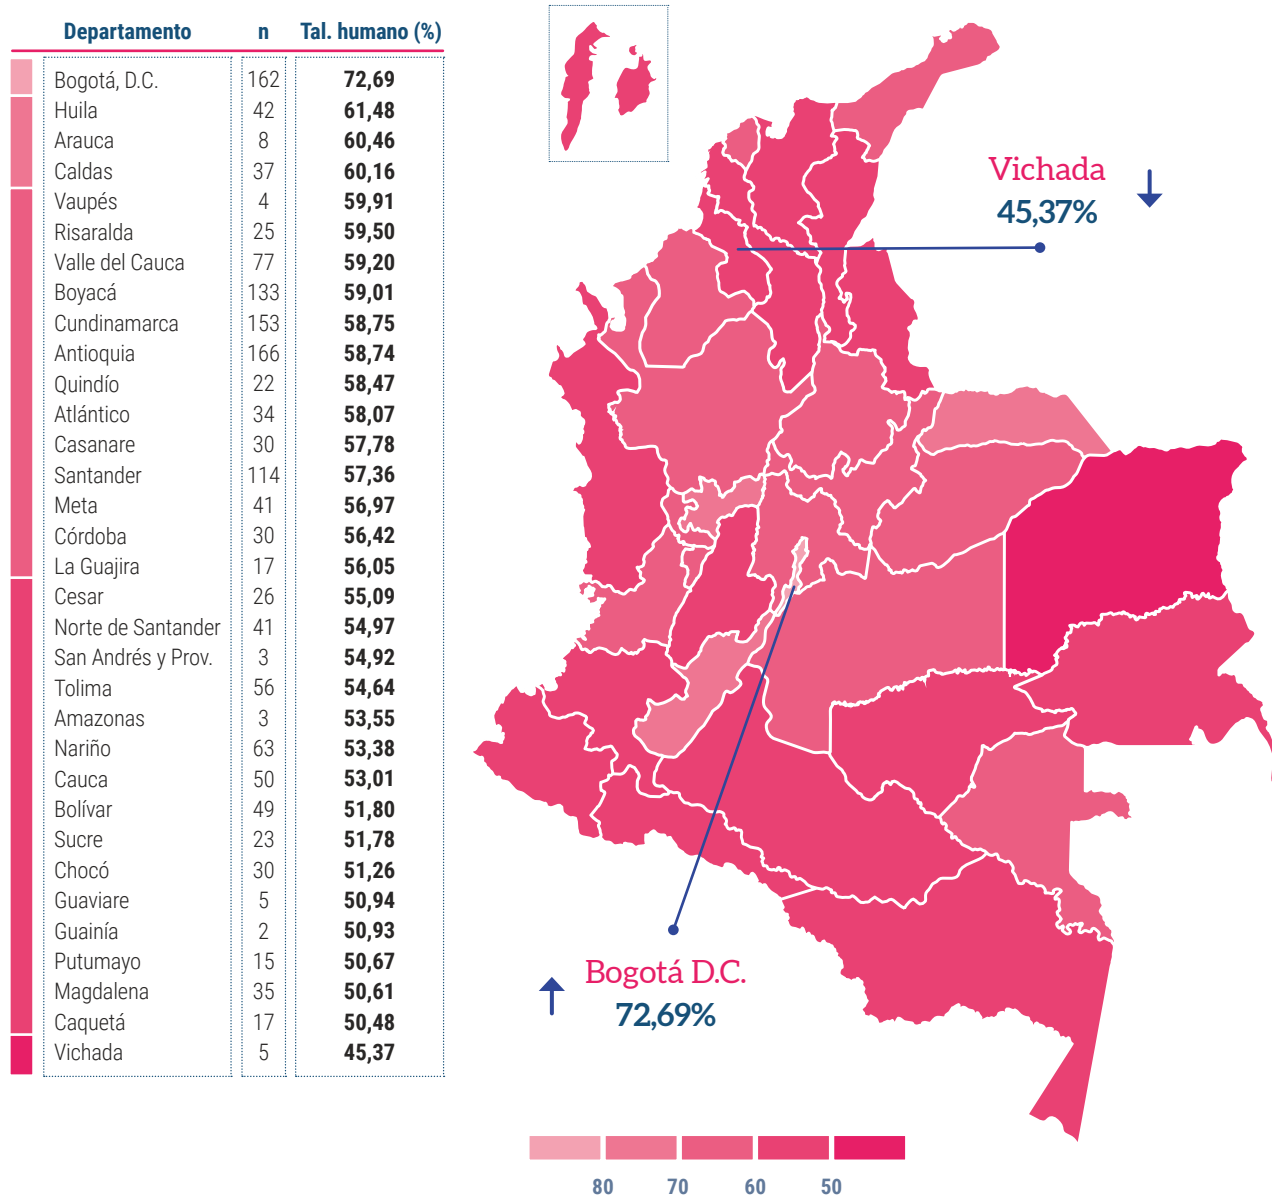 Departamento n Tal. humano (%)
Bogotá, D.C. 162 72,69
Huila 42 61,48
Arauca 8 60,46
Caldas 37 60,16
Vaupés 4 59,91
Risaralda 25 59,50
Valle del Cauca 77 59,20
Boyacá 133 59,01
Cundinamarca 153 58,75
Antioquia 166 58,74
Quindío 22 58,47
Atlántico 34 58,07
Casanare 30 57,78
Santander 114 57,36
Meta 41 56,97
Córdoba 30 56,42
La Guajira 17 56,05
Cesar 26 55,09
Norte de Santander 41 54,97
San Andrés y Prov. 3 54,92
Tolima 56 54,64
Amazonas 3 53,55
Nariño 63 53,38
Cauca 50 53,01
Bolívar 49 51,80
Sucre 23 51,78
Chocó 30 51,26
Guaviare 5 50,94
Guainía 2 50,93
Putumayo 15 50,67
Magdalena 35 50,61
Caquetá 17 50,48
Vichada 5 45,37
Vichada
45,37%
Bogotá D.C.
72,69%
80 70 60 50